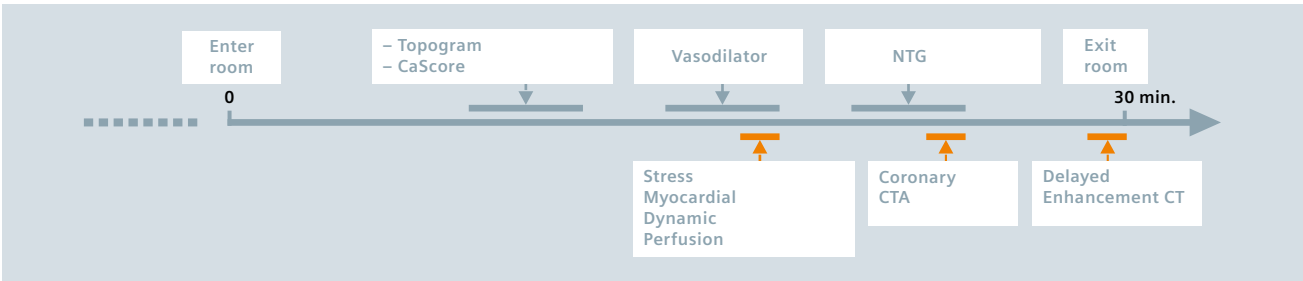 Enter
room
– Topogram
– CaScore
Vasodilator
NTG
Exit
room
0
30 min.
Stress
Myocardial
Dynamic
Perfusion
Coronary
CTA
Delayed
Enhancement CT